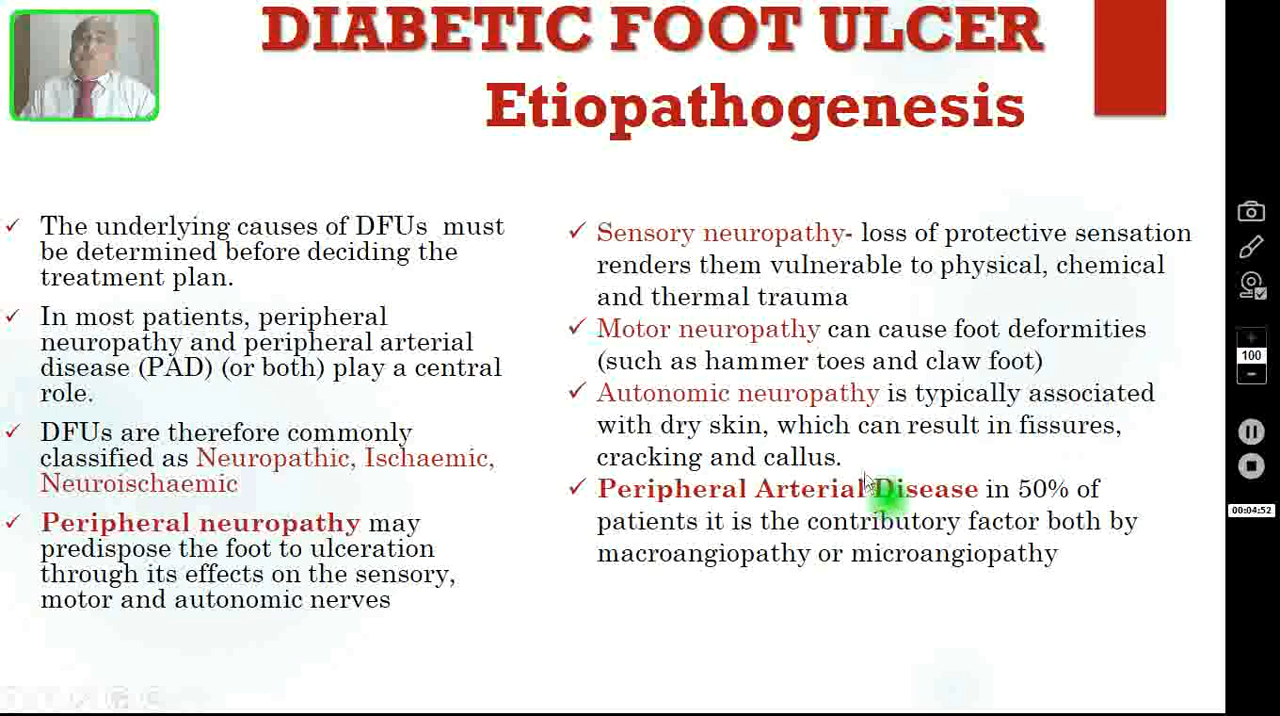 DIABETIC FOOT ULCER
Etiopathogenesis
✓ The underlying causes of DFUs must
be determined before deciding the
treatment plan.
✓ In most patients, peripheral
neuropathy and peripheral arterial
disease (PAD) (or both) play a central
role.
✓ DFUs are therefore commonly
classified as Neuropathic, Ischaemic,
Neuroischaemic
✓ Peripheral neuropathy may
predispose the foot to ulceration
through its effects on the sensory,
motor and autonomic nerves
✓ Sensory neuropathy- loss of protective sensation
renders them vulnerable to physical, chemical
and thermal trauma
✓ Motor neuropathy can cause foot deformities
(such as hammer toes and claw foot)
✓ Autonomic neuropathy is typically associated
with dry skin, which can result in fissures,
cracking and callus.
✓ Peripheral Arterial Disease in 50% of
patients it is the contributory factor both by
macroangiopathy or microangiopathy
100
00:04:52